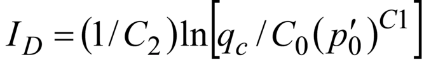 I_D = (1/C_2)ln[q_c/C_0(p'_0)^{C1}]